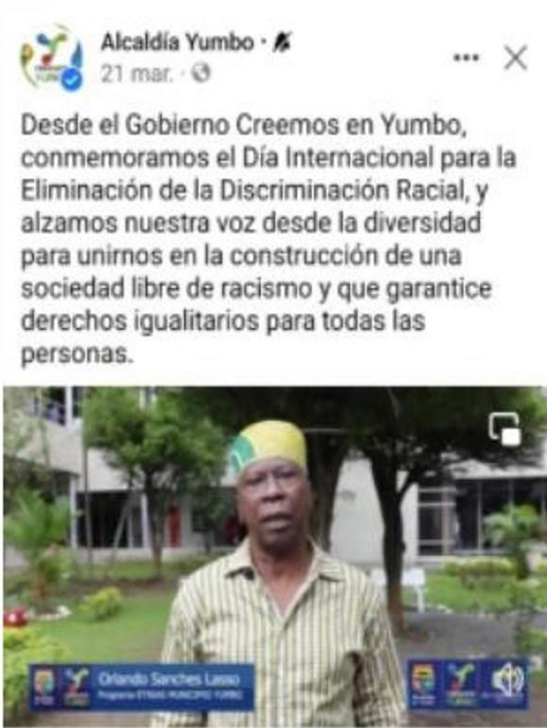 Alcaldía Yumbo ·
21 mar. ·
Desde el Gobierno Creemos en Yumbo,
conmemoramos el Día Internacional para la
Eliminación de la Discriminación Racial, y
alzamos nuestra voz desde la diversidad
para unirnos en la construcción de una
sociedad libre de racismo y que garantice
derechos igualitarios para todas las
personas.
Orlando Sanches Lasso
Programa ETNIAS MUNICIPIO YUMBO